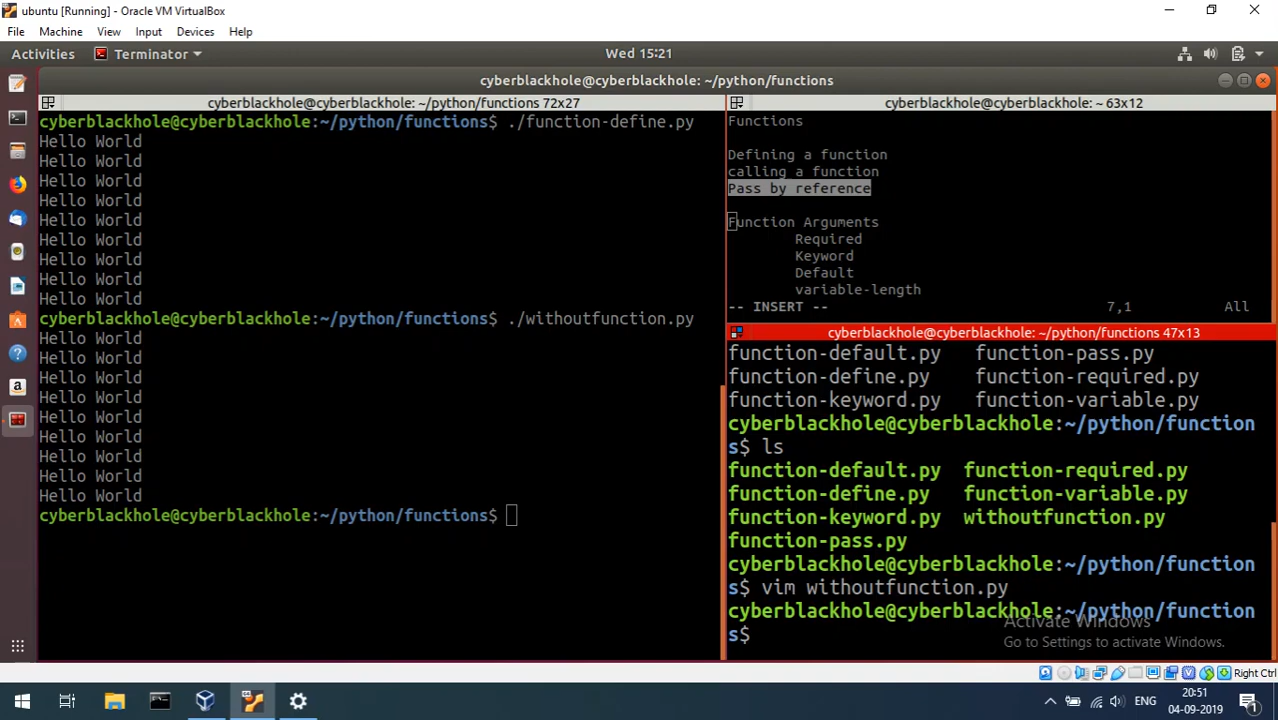 ubuntu [Running] - Oracle VM VirtualBox
File Machine View Input Devices Help
Activities Terminator Wed 15:21
cyberblackhole@cyberblackhole: ~/python/functions
cyberblackhole@cyberblackhole: ~/python/functions 72x27
cyberblackhole@cyberblackhole:~/python/functions$ ./function-define.py
Hello World
Hello World
Hello World
Hello World
Hello World
Hello World
Hello World
Hello World
Hello World
cyberblackhole@cyberblackhole:~/python/functions$ ./withoutfunction.py
Hello World
Hello World
Hello World
Hello World
Hello World
Hello World
Hello World
Hello World
Hello World
cyberblackhole@cyberblackhole:~/python/functions$
cyberblackhole@cyberblackhole: ~ 63x12
Functions
Defining a function
calling a function
Pass by reference
Function Arguments
Required
Keyword
Default
variable-length
-- INSERT -- 7,1 All
cyberblackhole@cyberblackhole: ~/python/functions 47x13
function-default.py function-pass.py
function-define.py function-required.py
function-keyword.py function-variable.py
cyberblackhole@cyberblackhole:~/python/function
s$ ls
function-default.py function-required.py
function-define.py function-variable.py
function-keyword.py withoutfunction.py
function-pass.py
cyberblackhole@cyberblackhole:~/python/function
s$ vim withoutfunction.py
cyberblackhole@cyberblackhole:~/python/function
s$
Activate Windows
Go to Settings to activate Windows.
Right Ctrl
ENG
20:51
04-09-2019
1